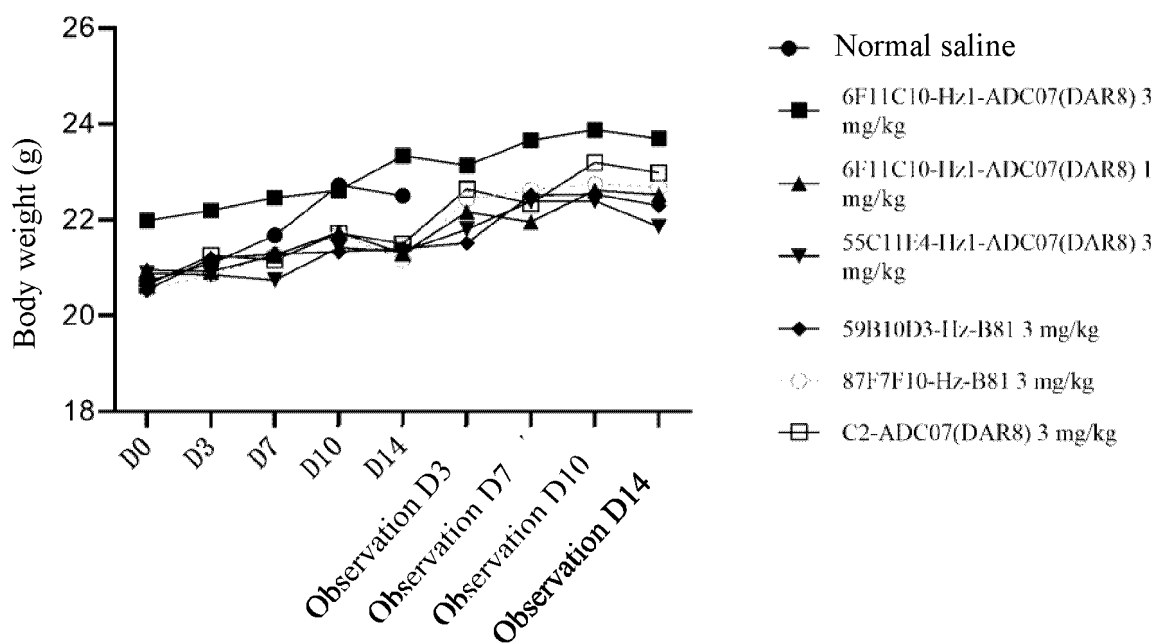 26
24
22
20
18
Body weight (g)
D0
D3
D7
D10
D14
Observation D3
Observation D7
Observation D10
Observation D14
Normal saline
6F11C10-Hz1-ADC07(DAR8) 3
mg/kg
6F11C10-Hz1-ADC07(DAR8) 1
mg/kg
55C11E4-Hz1-ADC07(DAR8) 3
mg/kg
59B10D3-Hz-B81 3 mg/kg
87F7F10-Hz-B81 3 mg/kg
C2-ADC07(DAR8) 3 mg/kg